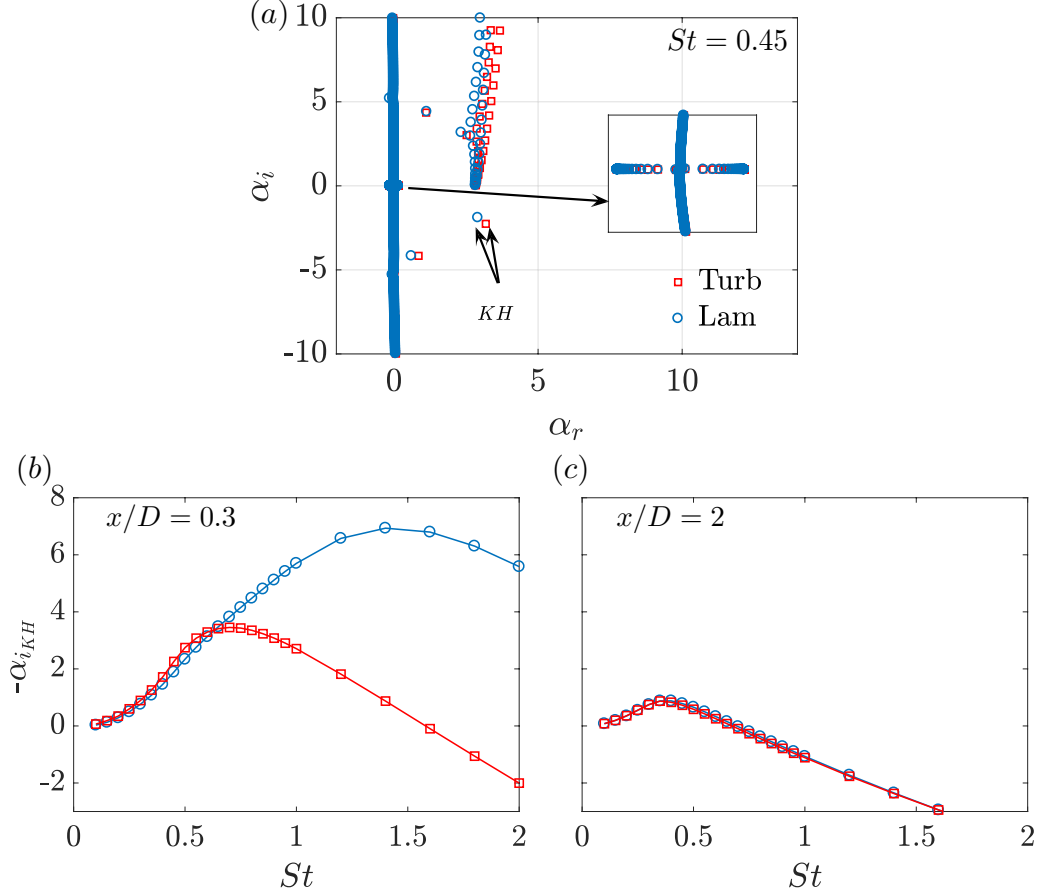 (a)
10
5
0
-5
-10
α_i
St = 0.45
KH
Turb
Lam
0
5
10
α_r
(b)
(c)
8
6
4
2
0
-2
-α_{i_{KH}}
x/D = 0.3
0
0.5
1
1.5
2
St
x/D = 2
0
0.5
1
1.5
2
St